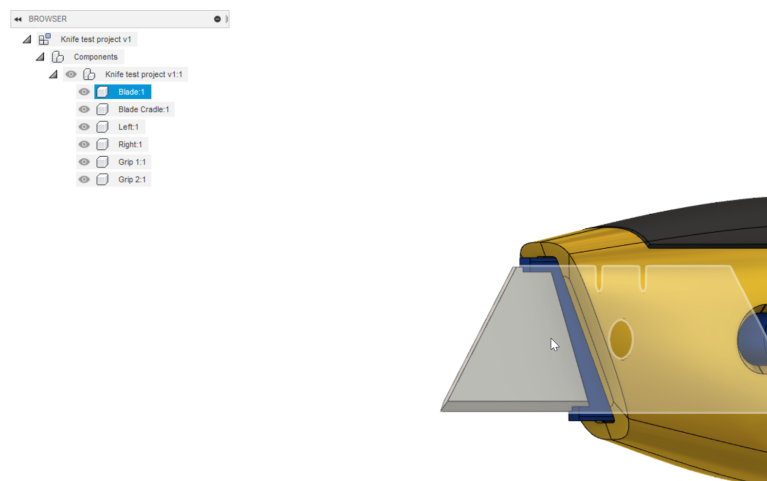 BROWSER
Knife test project v1
Components
Knife test project v1:1
Blade:1
Blade Cradle:1
Left:1
Right:1
Grip 1:1
Grip 2:1